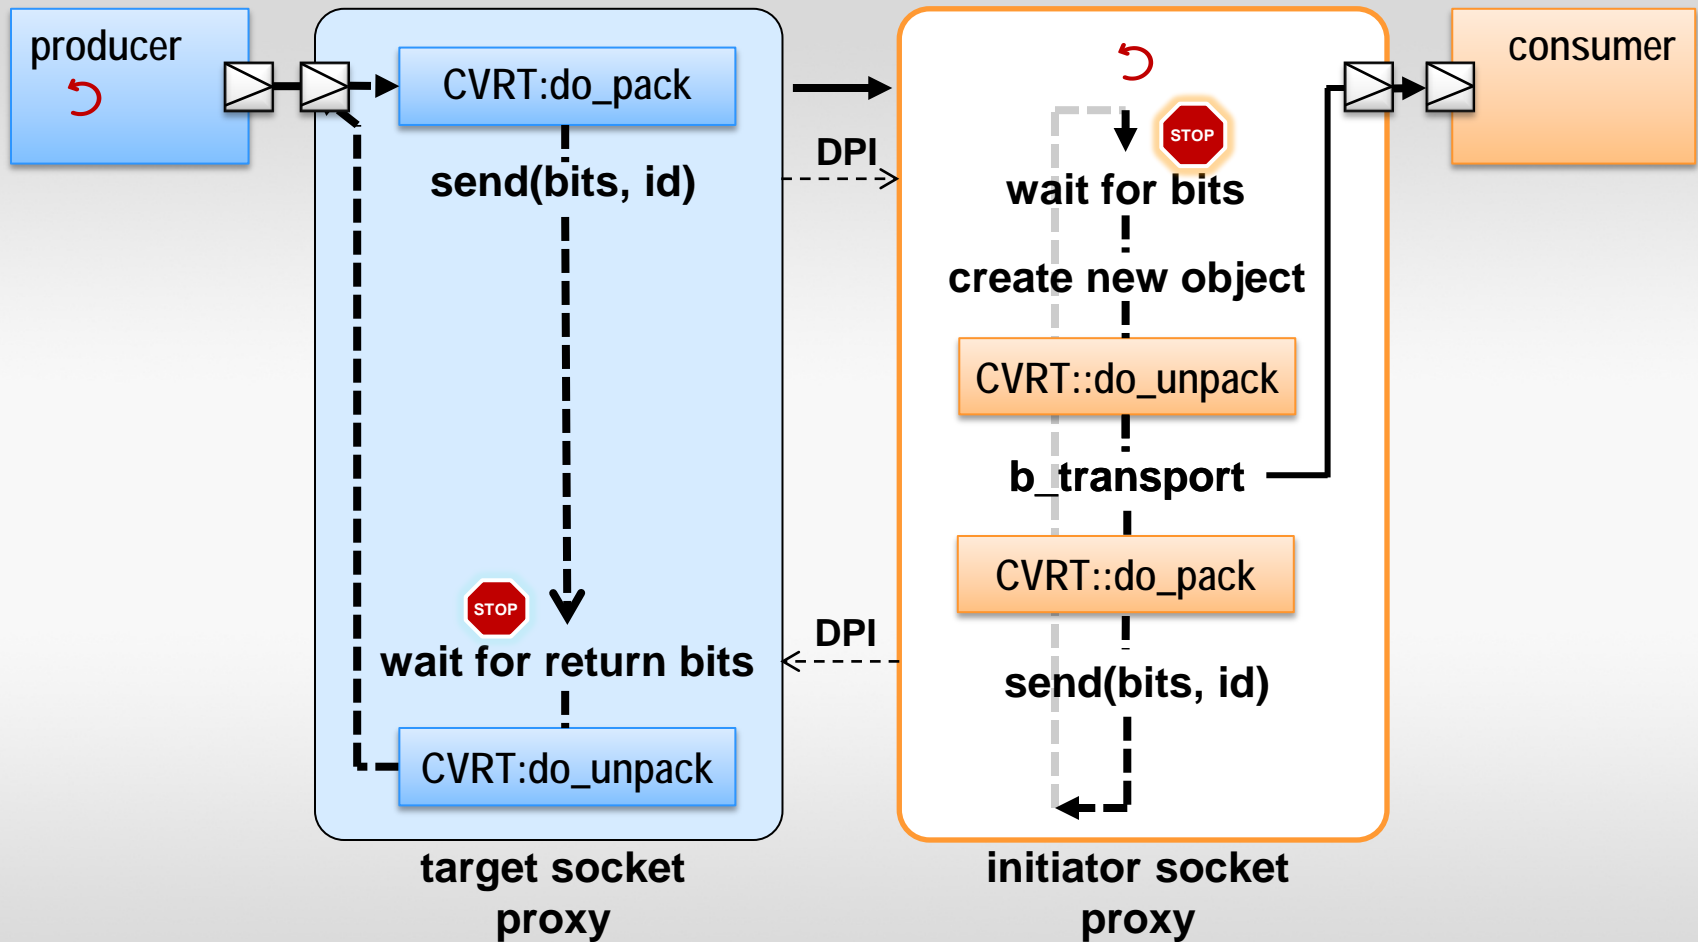 producer
CVRT:do_pack
send(bits, id)
STOP
wait for return bits
CVRT:do_unpack
target socket
proxy
DPI
DPI
STOP
wait for bits
create new object
CVRT::do_unpack
b_transport
CVRT::do_pack
send(bits, id)
initiator socket
proxy
consumer